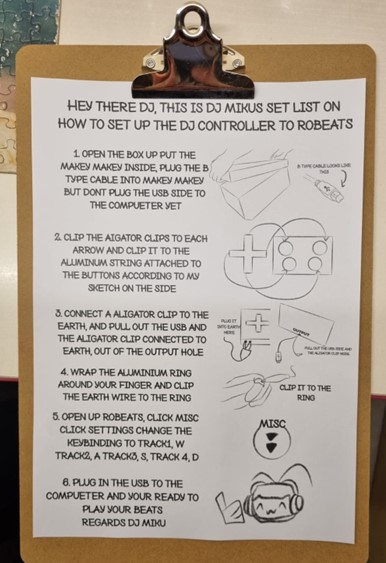 HEY THERE DJ, THIS IS DJ MIKUS SET LIST ON
HOW TO SET UP THE DJ CONTROLLER TO ROBEATS
1. OPEN THE BOX UP PUT THE
MAKEY MAKEY INSIDE, PLUG THE B
TYPE CABLE INTO MAKEY MAKEY
BUT DONT PLUG THE USB SIDE TO
THE COMPUETER YET
B TYPE CABLE LOOKS LIKE
THIS
2. CLIP THE AIGATOR CLIPS TO EACH
ARROW AND CLIP IT TO THE
ALUMINUM STRING ATTACHED TO
THE BUTTONS ACCORDING TO MY
SKETCH ON THE SIDE
3. CONNECT A ALIGATOR CLIP TO THE
EARTH, AND PULL OUT THE USB AND
THE ALIGATOR CLIP CONNECTED TO
EARTH, OUT OF THE OUTPUT HOLE
PLUG IT
INTO EARTH
HERE
PULL OUT THE USB FEED AND
THE ALIGATOR CLIP HERE
4. WRAP THE ALUMINIUM RING
AROUND YOUR FINGER AND CLIP
THE EARTH WIRE TO THE RING
CLIP IT TO THE
RING
5. OPEN UP ROBEATS, CLICK MISC
CLICK SETTINGS CHANGE THE
KEYBINDING TO TRACK1, W
TRACK2, A TRACK3, S, TRACK 4, D
MISC
6. PLUG IN THE USB TO THE
COMPUETER AND YOUR READY TO
PLAY YOUR BEATS
REGARDS DJ MIKU